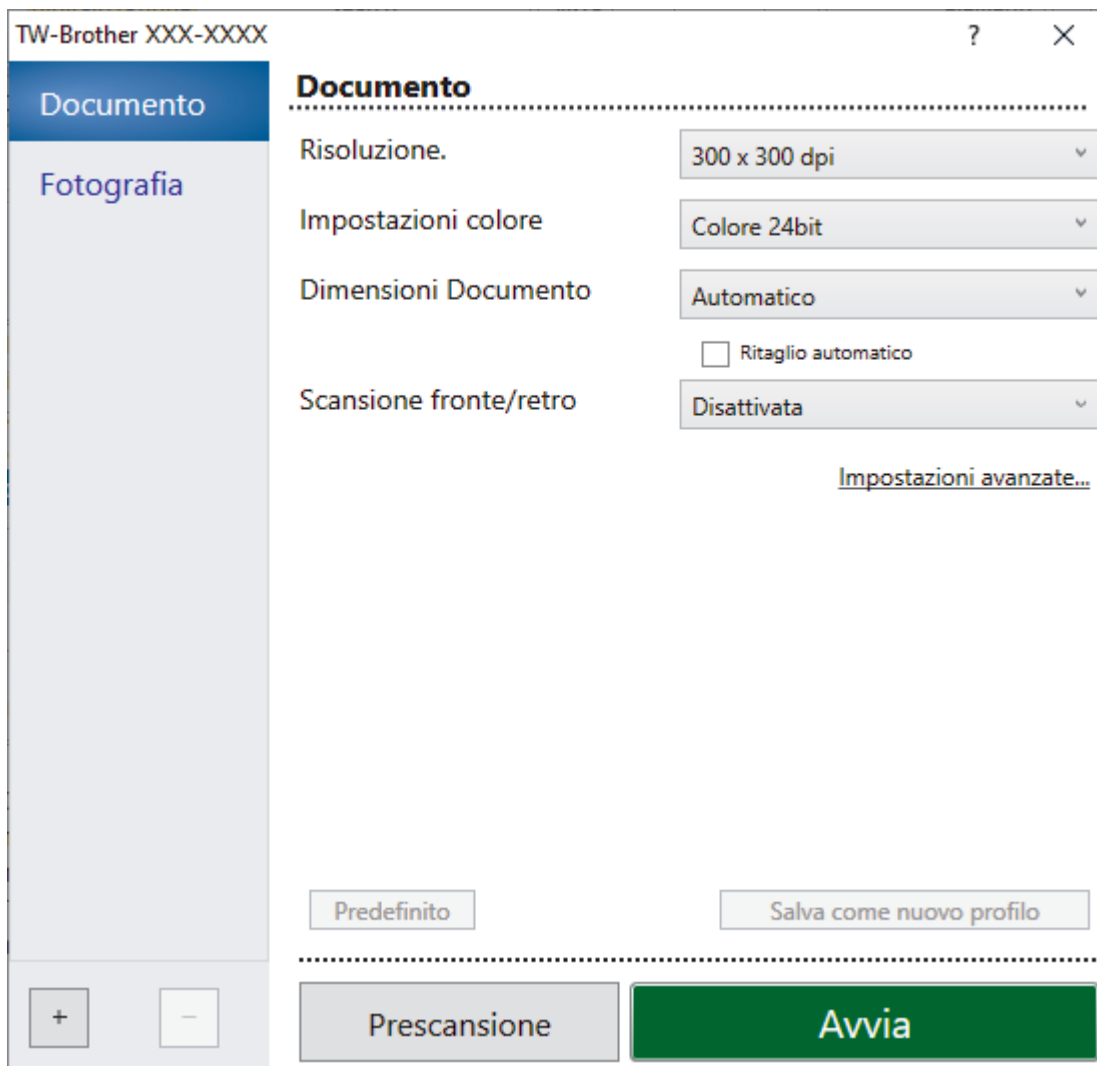 TW-Brother XXX-XXXX ?
Documento
Fotografia
Documento
Risoluzione. 300 x 300 dpi
Impostazioni colore Colore 24bit
Dimensioni Documento Automatico
Ritaglio automatico
Scansione fronte/retro Disattivata
Impostazioni avanzate...
Predefinito Salva come nuovo profilo
+ −
Prescansione Avvia